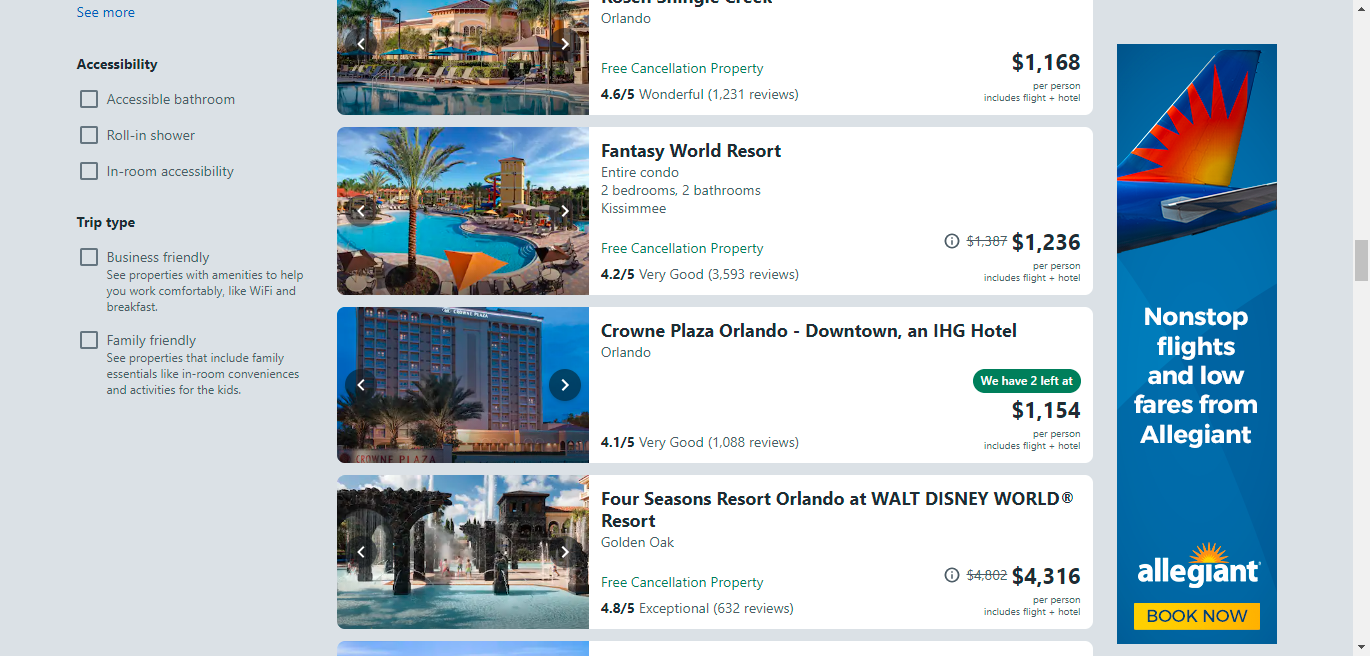 See more
Accessibility
Accessible bathroom
Roll-in shower
In-room accessibility
Trip type
Business friendly
See properties with amenities to help
you work comfortably, like WiFi and
breakfast.
Family friendly
See properties that include family
essentials like in-room conveniences
and activities for the kids.
Rosen Shingle Creek
Orlando
Free Cancellation Property
4.6/5 Wonderful (1,231 reviews)
$1,168
per person
includes flight + hotel
Fantasy World Resort
Entire condo
2 bedrooms, 2 bathrooms
Kissimmee
Free Cancellation Property
4.2/5 Very Good (3,593 reviews)
$1,387 $1,236
per person
includes flight + hotel
CROWNE PLAZA
CROWNE PLAZA
Crowne Plaza Orlando - Downtown, an IHG Hotel
Orlando
We have 2 left at
$1,154
per person
includes flight + hotel
4.1/5 Very Good (1,088 reviews)
Four Seasons Resort Orlando at WALT DISNEY WORLD®
Resort
Golden Oak
Free Cancellation Property
4.8/5 Exceptional (632 reviews)
$4,802 $4,316
per person
includes flight + hotel
Nonstop
flights
and low
fares from
Allegiant
allegiant
BOOK NOW